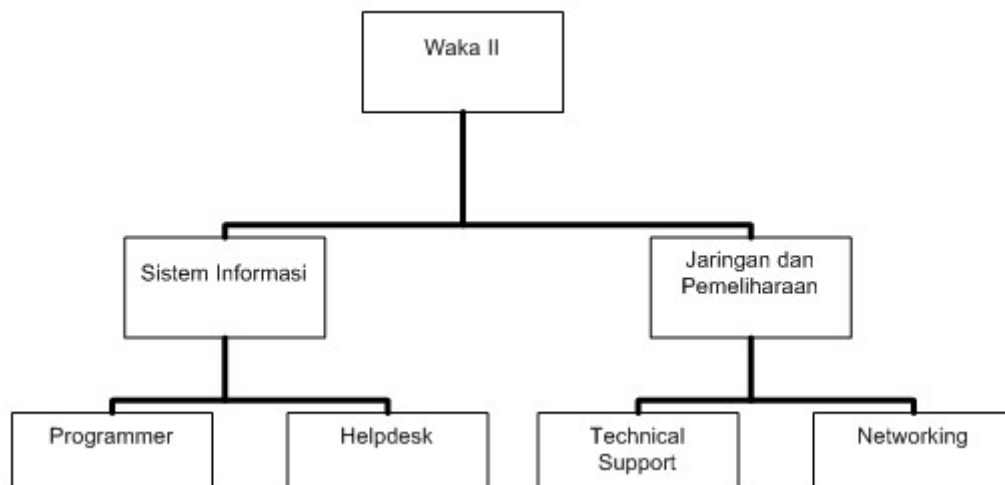 Waka II
Sistem Informasi
Jaringan dan
Pemeliharaan
Programmer
Helpdesk
Technical
Support
Networking